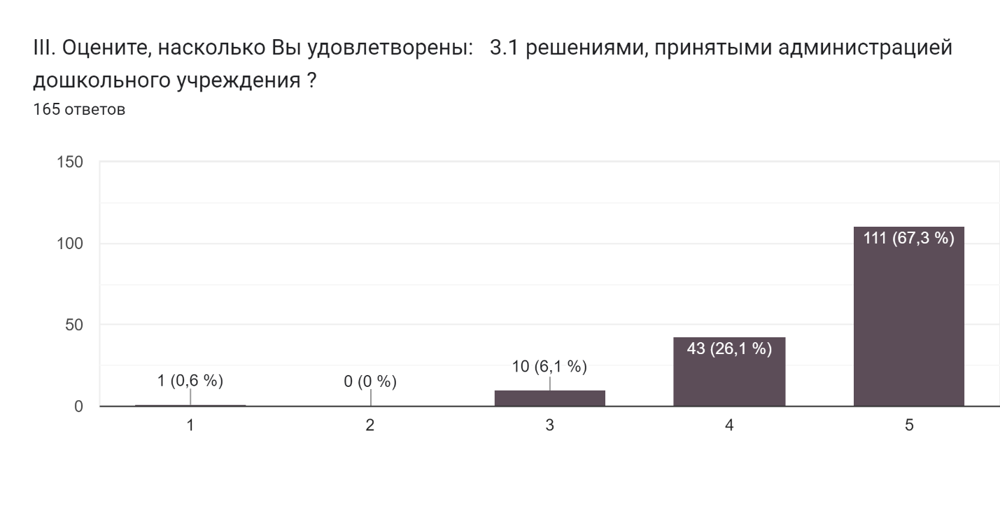 III. Оцените, насколько Вы удовлетворены:   3.1 решениями, принятыми администрацией
дошкольного учреждения ?
165 ответов
150
100
50
0
1 (0,6 %)
0 (0 %)
10 (6,1 %)
43 (26,1 %)
111 (67,3 %)
1
2
3
4
5